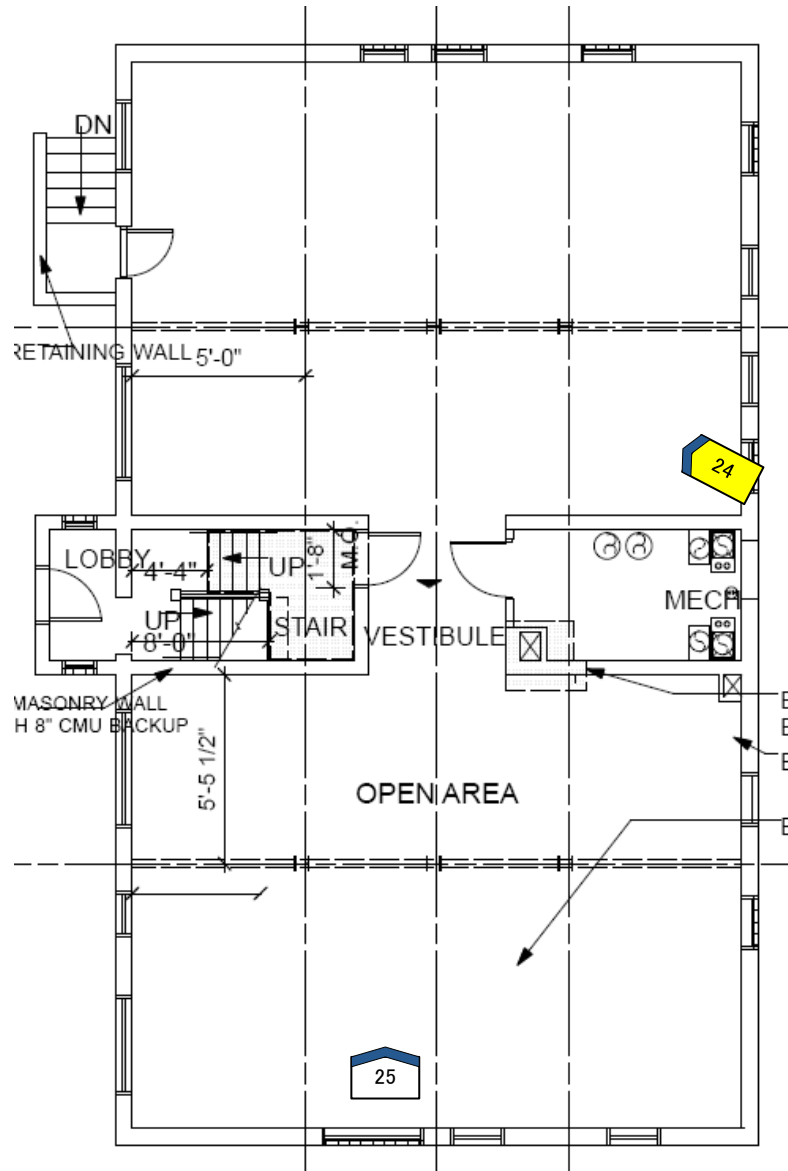 DN
RETAINING WALL
5'-0"
24
LOBBY
4'-4"
UP
1'-8"
M.O.
UP
8'-0"
STAIR
VESTIBULE
MECH
MASONRY WALL
H 8" CMU BACKUP
E
E
E
5'-5 1/2"
OPEN AREA
E
25